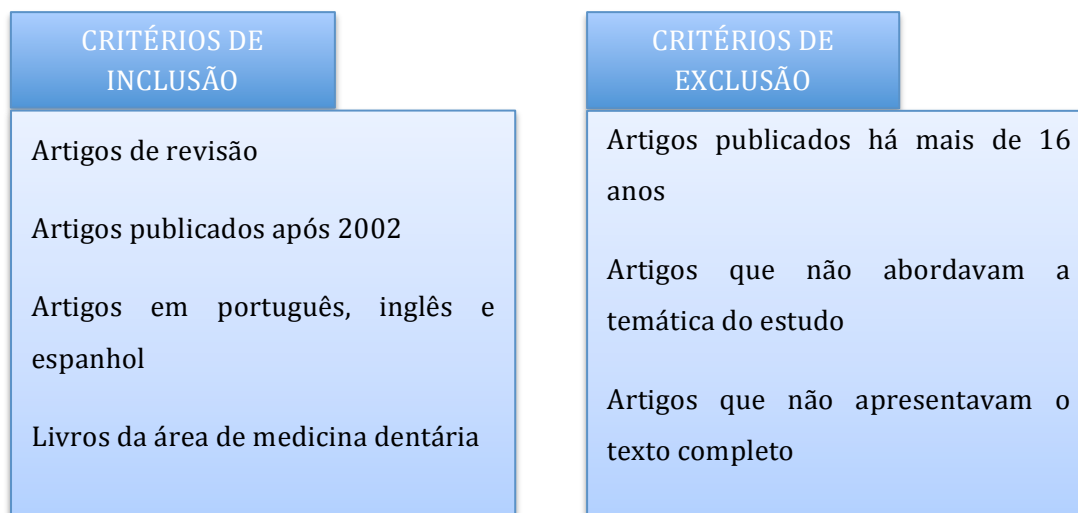 CRITÉRIOS DE
INCLUSÃO
Artigos de revisão
Artigos publicados após 2002
Artigos em português, inglês e
espanhol
Livros da área de medicina dentária
CRITÉRIOS DE
EXCLUSÃO
Artigos publicados há mais de 16
anos
Artigos que não abordavam a
temática do estudo
Artigos que não apresentavam o
texto completo